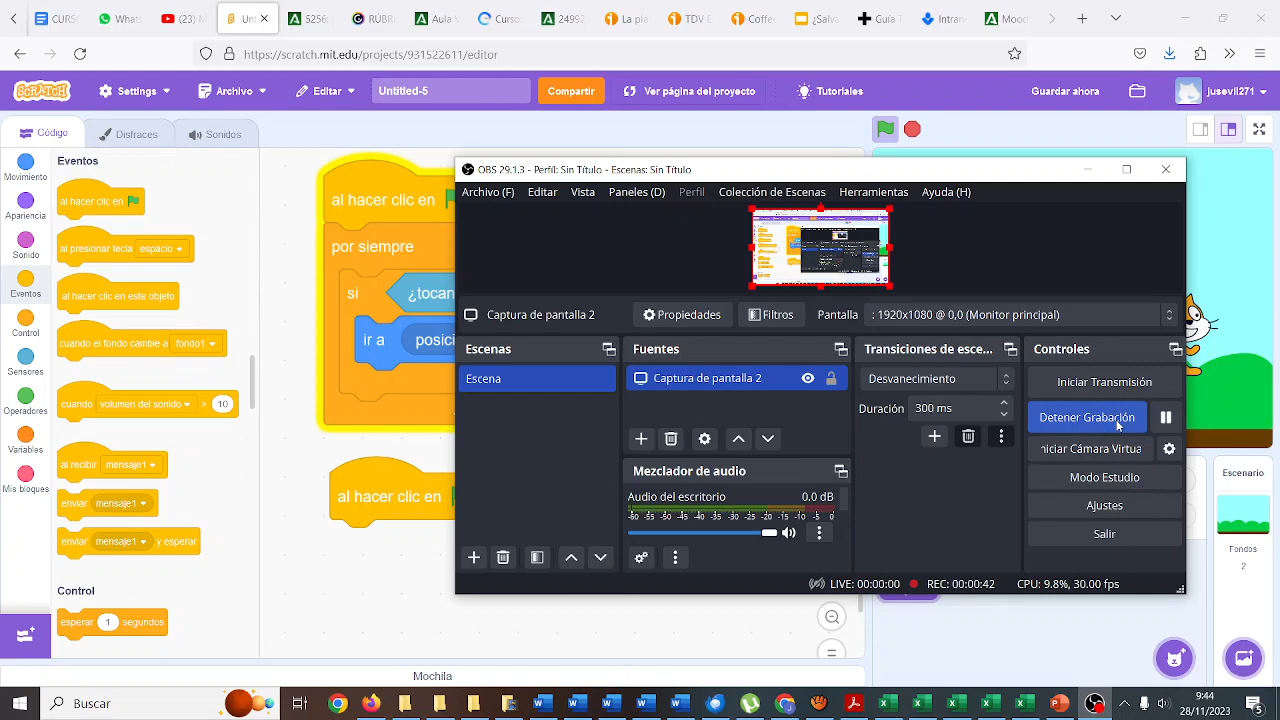 CURS
Whats
(23) M
Unt
5256
RÚBR
Aula V
Curso
24992
La pla
TDV E
Coffe
¿Salva
Guía
Intran
Mood
https://scratch.mit.edu/projects/931522611/editor
SCRATCH
Settings
Archivo
Editar
Untitled-5
Compartir
Ver página del proyecto
Tutoriales
Guardar ahora
Jusevil271
Código
Disfraces
Sonidos
Movimiento
Apariencia
Sonido
Eventos
Control
Sensores
Operadores
Variables
Mis bloques
Eventos
al hacer clic en
al presionar tecla espacio
al hacer clic en este objeto
cuando el fondo cambie a fondo1
cuando volumen del sonido > 10
al recibir mensaje1
enviar mensaje1
enviar mensaje1 y esperar
Control
esperar 1 segundos
al hacer clic en
por siempre
si ¿tocan
ir a posici
al hacer clic en
OBS 29.1.3 - Perfil: Sin Título - Escenas: Sin Título
Archivo (F) Editar Vista Paneles (D) Perfil Colección de Escenas Herramientas Ayuda (H)
Captura de pantalla 2
Propiedades
Filtros
Pantalla
: 1920x1080 @ 0,0 (Monitor principal)
Escenas
Escena
Fuentes
Captura de pantalla 2
Mezclador de audio
Audio del escritorio 0.0 dB
-60 -55 -50 -45 -40 -35 -30 -25 -20 -15 -10 -5 0
Transiciones de esce...
Desvanecimiento
Duración 300 ms
Controles
Iniciar Transmisión
Detener Grabación
niciar Cámara Virtua
Modo Estudio
Ajustes
Salir
LIVE: 00:00:00 REC: 00:00:42 CPU: 9.8%, 30.00 fps
Escenario
Fondos
2
Mochila
Buscar
9:44
28/11/2023